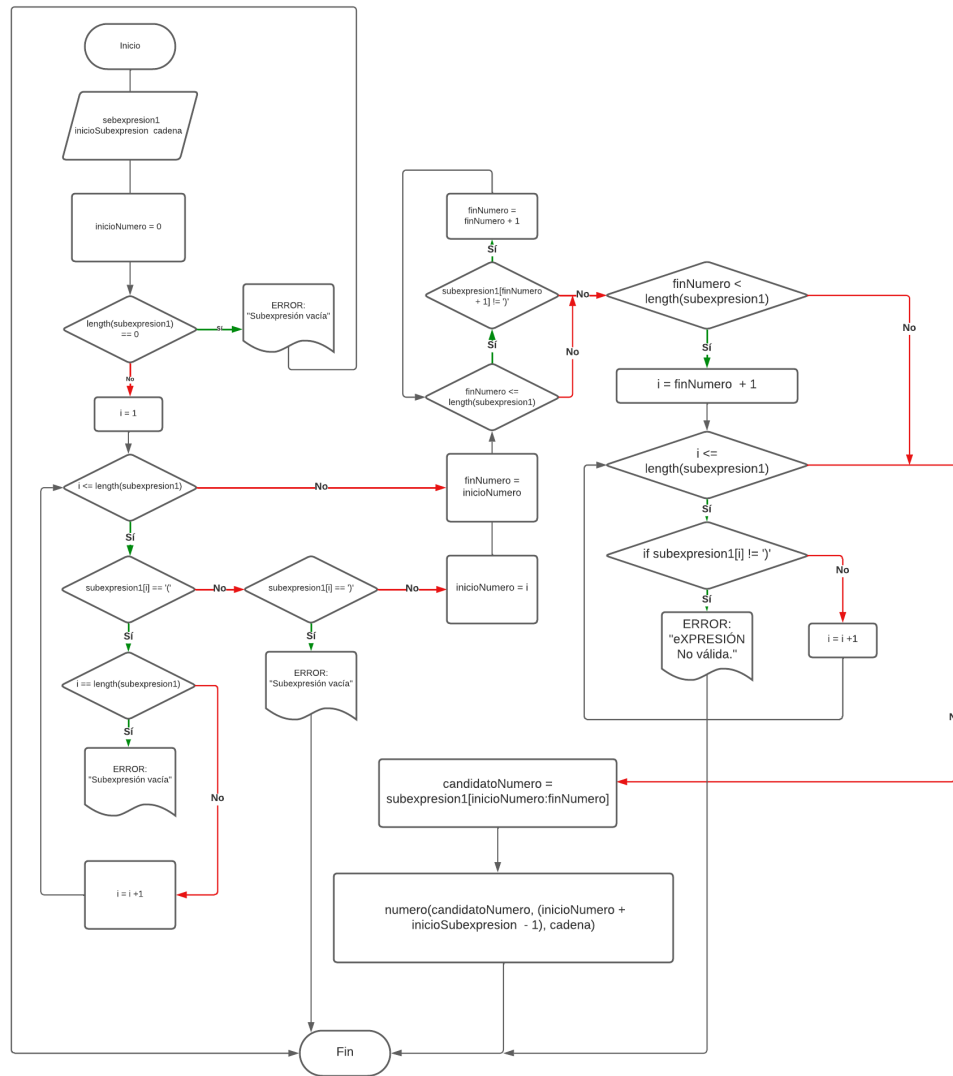 Inicio
sebexpresion1
inicioSubexpresion cadena
inicioNumero = 0
length(subexpresion1)
== 0
Sí
ERROR:
"Subexpresión vacía"
No
i = 1
i <= length(subexpresion1)
No
Sí
subexpresion1[i] == '('
No
subexpresion1[i] == ')'
No
Sí
Sí
i == length(subexpresion1)
ERROR:
"Subexpresión vacía"
Sí
ERROR:
"Subexpresión vacía"
No
i = i +1
finNumero =
finNumero + 1
Sí
subexpresion1[finNumero
+ 1] != ')'
No
Sí
No
finNumero <=
length(subexpresion1)
finNumero =
inicioNumero
inicioNumero = i
finNumero <
length(subexpresion1)
No
Sí
i = finNumero + 1
i <=
length(subexpresion1)
Sí
if subexpresion1[i] != ')'
No
Sí
ERROR:
"eXPRESIÓN
No válida."
i = i +1
candidatoNumero =
subexpresion1[inicioNumero:finNumero]
numero(candidatoNumero, (inicioNumero +
inicioSubexpresion - 1), cadena)
Fin